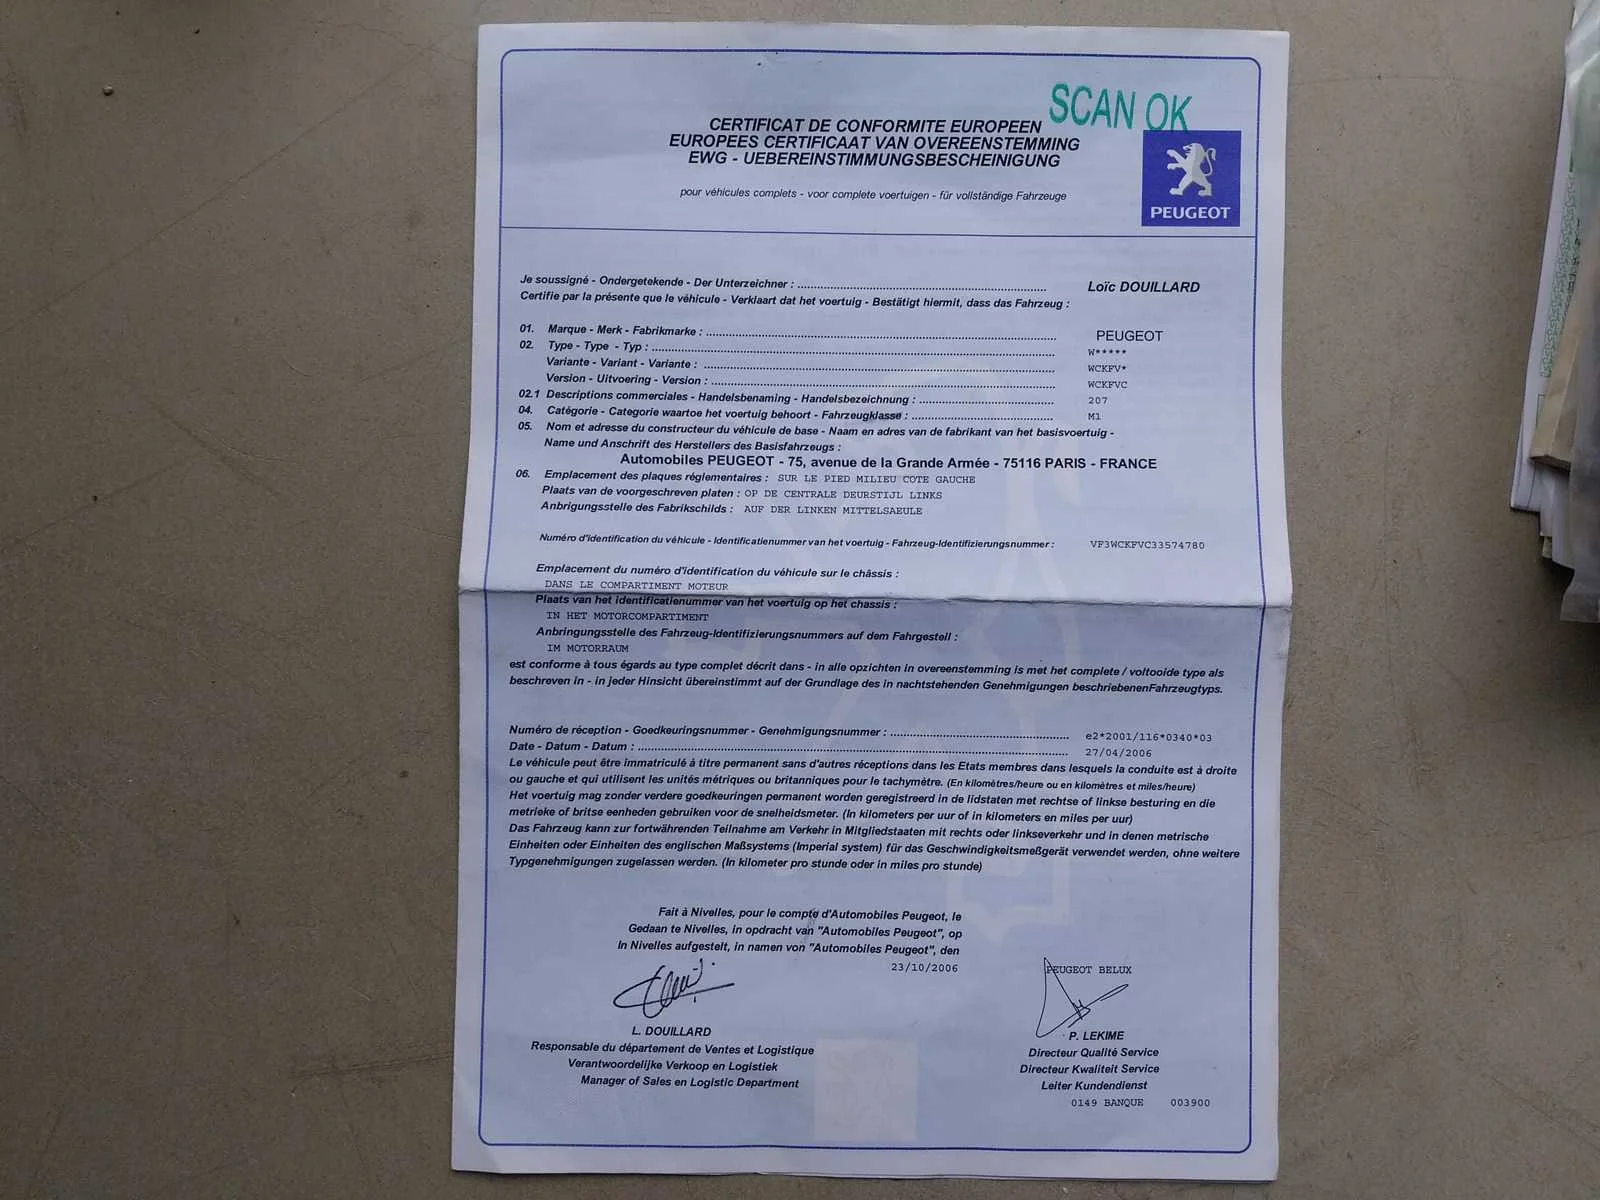 SCAN OK
CERTIFICAT DE CONFORMITE EUROPEEN
EUROPEES CERTIFICAAT VAN OVEREENSTEMMING
EWG - UEBEREINSTIMMUNGSBESCHEINIGUNG
pour véhicules complets - voor complete voertuigen - für vollständige Fahrzeuge
PEUGEOT
Je soussigné - Ondergetekende - Der Unterzeichner : Loïc DOUILLARD
Certifie par la présente que le véhicule - Verklaart dat het voertuig - Bestätigt hiermit, dass das Fahrzeug :
01. Marque - Merk - Fabrikmarke : PEUGEOT
02. Type - Type - Typ : W*****
Variante - Variant - Variante : WCKFV*
Version - Uitvoering - Version : WCKFVC
02.1 Descriptions commerciales - Handelsbenaming - Handelsbezeichnung : 207
04. Catégorie - Categorie waartoe het voertuig behoort - Fahrzeugklasse : M1
05. Nom et adresse du constructeur du véhicule de base - Naam en adres van de fabrikant van het basisvoertuig -
Name und Anschrift des Herstellers des Basisfahrzeugs :
Automobiles PEUGEOT - 75, avenue de la Grande Armée - 75116 PARIS - FRANCE
06. Emplacement des plaques réglementaires : SUR LE PIED MILIEU COTE GAUCHE
Plaats van de voorgeschreven platen : OP DE CENTRALE DEURSTIJL LINKS
Anbrigungsstelle des Fabrikschilds : AUF DER LINKEN MITTELSAEULE
Numéro d'identification du véhicule - Identificatienummer van het voertuig - Fahrzeug-Identifizierungsnummer : VF3WCKFVC33574780
Emplacement du numéro d'identification du véhicule sur le châssis :
DANS LE COMPARTIMENT MOTEUR
Plaats van het identificatienummer van het voertuig op het chassis :
IN HET MOTORCOMPARTIMENT
Anbringungsstelle des Fahrzeug-Identifizierungsnummers auf dem Fahrgestell :
IM MOTORRAUM
est conforme à tous égards au type complet décrit dans - in alle opzichten in overeenstemming is met het complete / voltooide type als
beschreven in - in jeder Hinsicht übereinstimmt auf der Grundlage des in nachtstehenden Genehmigungen beschriebenenFahrzeugtyps.
Numéro de réception - Goedkeuringsnummer - Genehmigungsnummer : e2*2001/116*0340*03
Date - Datum - Datum : 27/04/2006
Le véhicule peut être immatriculé à titre permanent sans d'autres réceptions dans les Etats membres dans lesquels la conduite est à droite
ou gauche et qui utilisent les unités métriques ou britanniques pour le tachymètre. (En kilomètres/heure ou en kilomètres et miles/heure)
Het voertuig mag zonder verdere goedkeuringen permanent worden geregistreerd in de lidstaten met rechtse of linkse besturing en die
metrieke of britse eenheden gebruiken voor de snelheidsmeter. (In kilometers per uur of in kilometers en miles per uur)
Das Fahrzeug kann zur fortwährenden Teilnahme am Verkehr in Mitgliedstaaten mit rechts oder linkseverkehr und in denen metrische
Einheiten oder Einheiten des englischen Maßsystems (Imperial system) für das Geschwindigkeitsmeßgerät verwendet werden, ohne weitere
Typgenehmigungen zugelassen werden. (In kilometer pro stunde oder in miles pro stunde)
Fait à Nivelles, pour le compte d'Automobiles Peugeot, le
Gedaan te Nivelles, in opdracht van "Automobiles Peugeot", op
In Nivelles aufgestelt, in namen von "Automobiles Peugeot", den
23/10/2006
PEUGEOT BELUX
L. DOUILLARD
Responsable du département de Ventes et Logistique
Verantwoordelijke Verkoop en Logistiek
Manager of Sales en Logistic Department
P. LEKIME
Directeur Qualité Service
Directeur Kwaliteit Service
Leiter Kundendienst
0149 BANQUE 003900